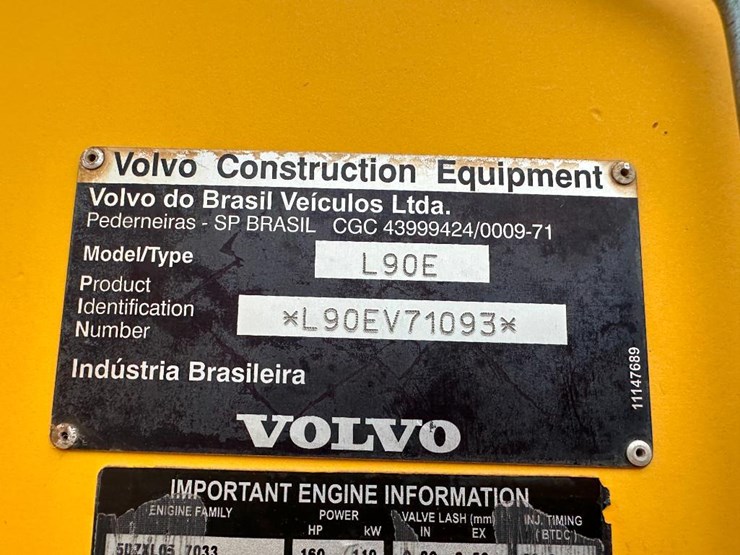 Volvo Construction Equipment
Volvo do Brasil Veículos Ltda.
Pederneiras - SP BRASIL CGC 43999424/0009-71
Model/Type L90E
Product
Identification *L90EV71093*
Number
Indústria Brasileira
11147689
VOLVO
IMPORTANT ENGINE INFORMATION
ENGINE FAMILY POWER VALVE LASH (mm) INJ. TIMING
HP kW IN EX (BTDC)
160